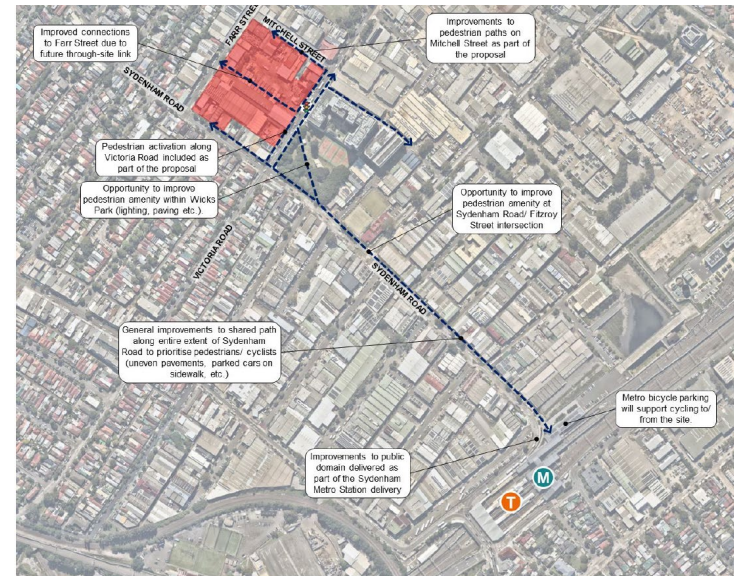 Improved connections
to Farr Street due to
future through-site link
FARR STREET
MITCHELL STREET
Improvements to
pedestrian paths on
Mitchell Street as part of
the proposal
SYDENHAM ROAD
Pedestrian activation along
Victoria Road included as
part of the proposal
Opportunity to improve
pedestrian amenity within Wicks
Park (lighting, paving etc.).
Opportunity to improve
pedestrian amenity at
Sydenham Road/ Fitzroy
Street intersection
VICTORIA ROAD
SYDENHAM ROAD
General improvements to shared path
along entire extent of Sydenham
Road to prioritise pedestrians/ cyclists
(uneven pavements, parked cars on
sidewalk, etc.)
Metro bicycle parking
will support cycling to/
from the site.
Improvements to public
domain delivered as
part of the Sydenham
Metro Station delivery
M
T